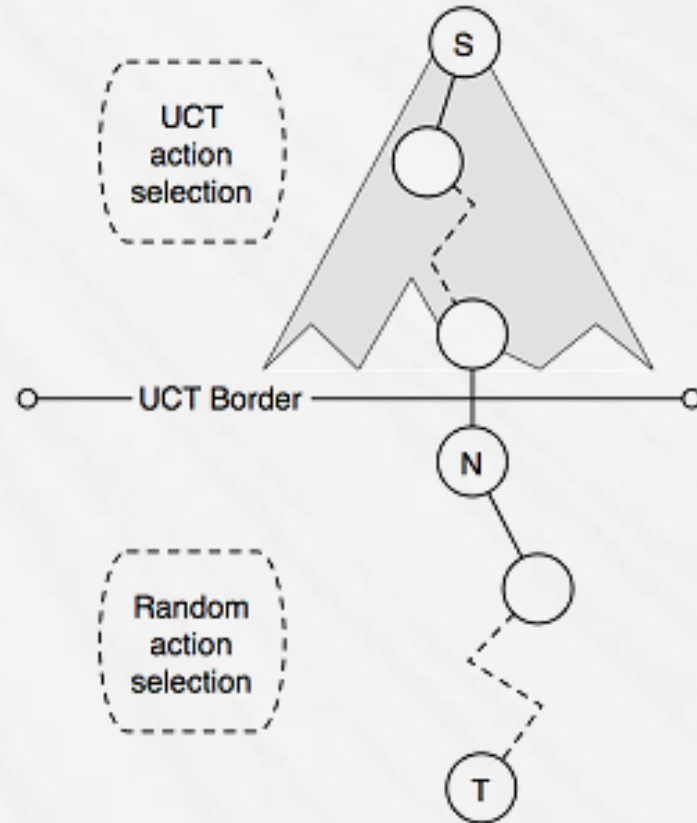 S
UCT
action
selection
UCT Border
N
Random
action
selection
T